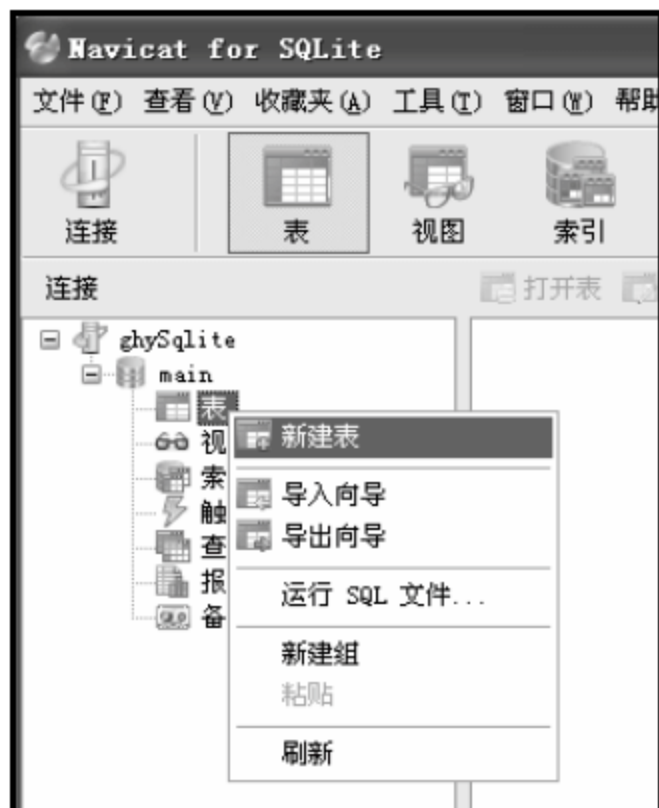 Navicat for SQLite
文件(F) 查看(V) 收藏夹(A) 工具(T) 窗口(W) 帮助
连接 表 视图 索引
连接 打开表
ghySqlite
main
表
视
索
触
查
报
备
新建表
导入向导
导出向导
运行 SQL 文件...
新建组
粘贴
刷新